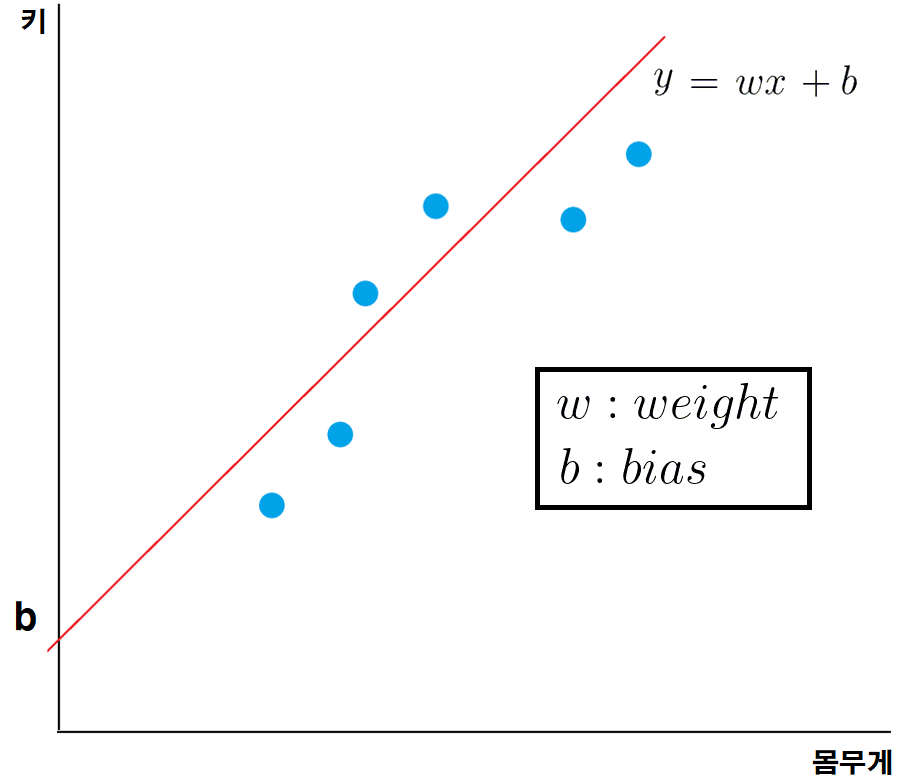 키
y = wx + b
w : weight
b : bias
b
몸무게